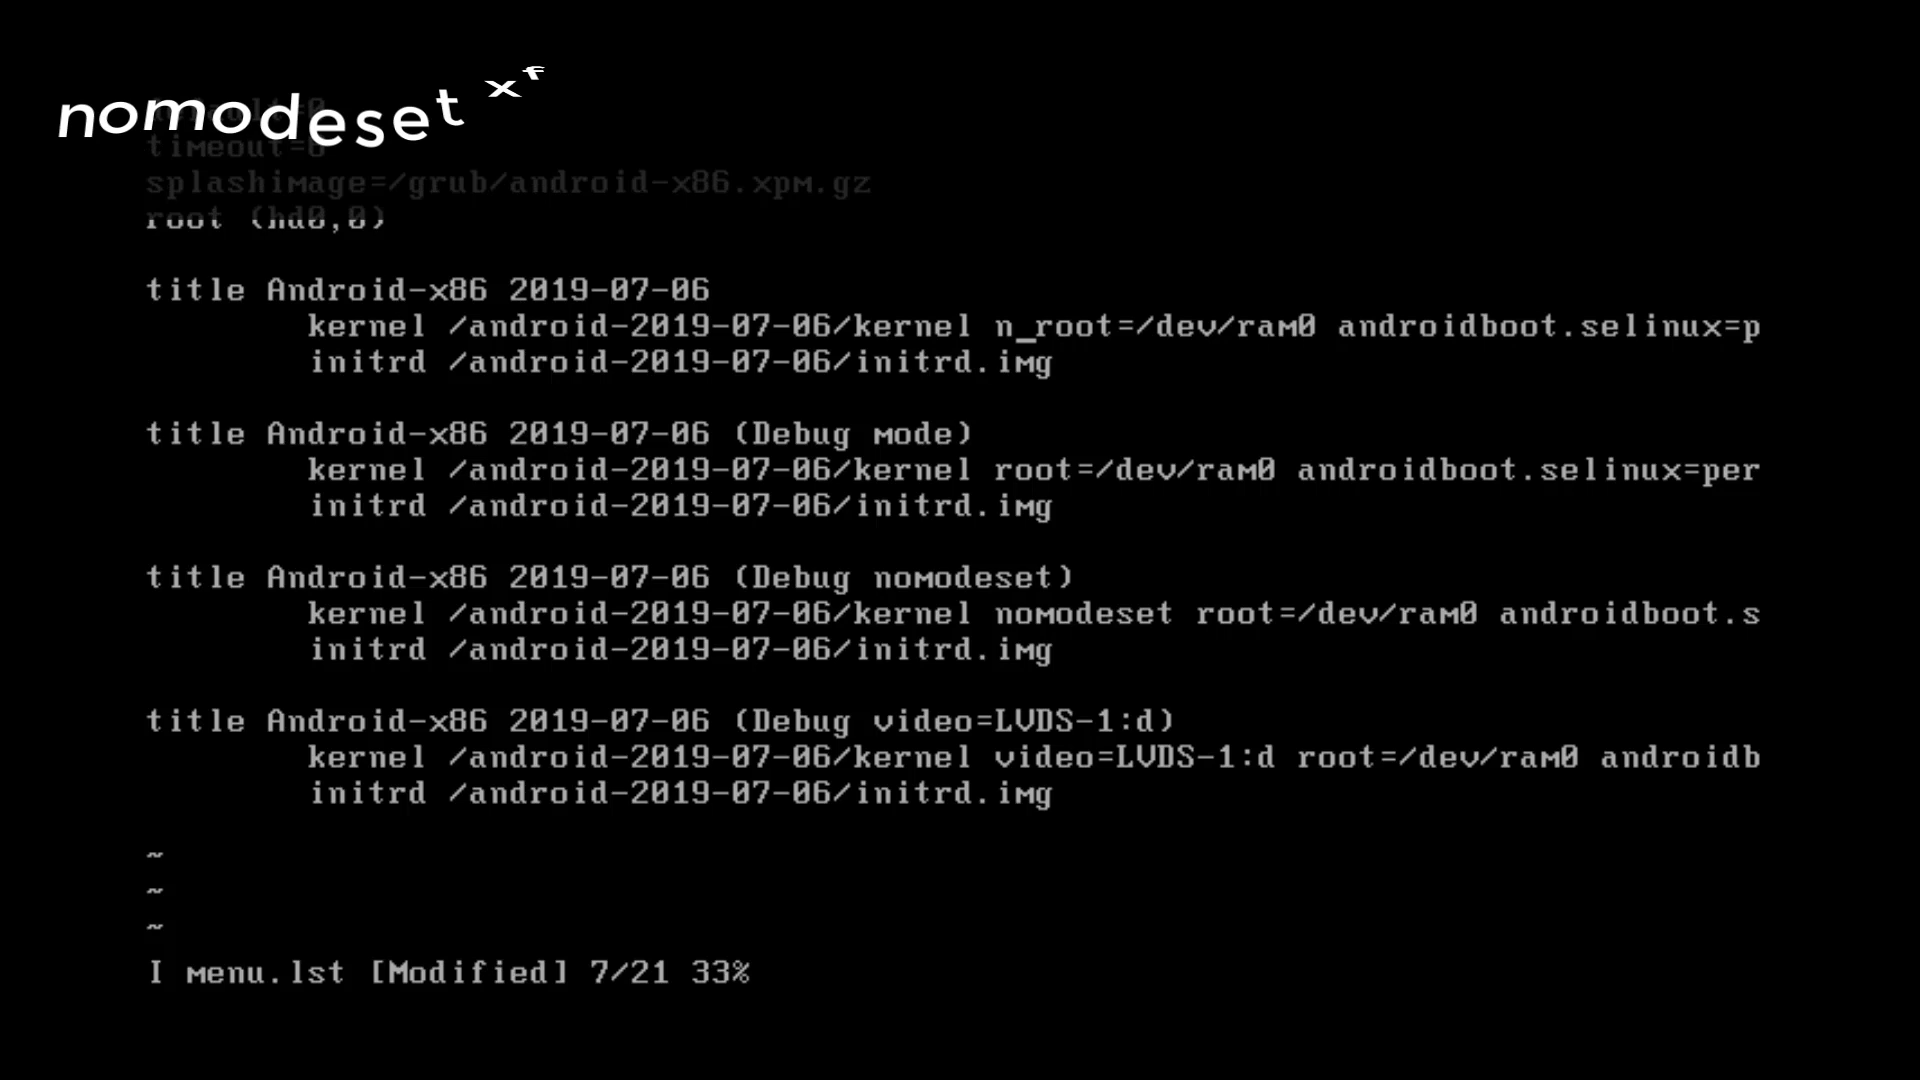 nomodeset x
timeout=
splashimage=/grub/android-x86.xpm.gz
root (hd0,0)
title Android-x86 2019-07-06
kernel /android-2019-07-06/kernel n_root=/dev/ram0 androidboot.selinux=p
initrd /android-2019-07-06/initrd.img
title Android-x86 2019-07-06 (Debug mode)
kernel /android-2019-07-06/kernel root=/dev/ram0 androidboot.selinux=per
initrd /android-2019-07-06/initrd.img
title Android-x86 2019-07-06 (Debug nomodeset)
kernel /android-2019-07-06/kernel nomodeset root=/dev/ram0 androidboot.s
initrd /android-2019-07-06/initrd.img
title Android-x86 2019-07-06 (Debug video=LVDS-1:d)
kernel /android-2019-07-06/kernel video=LVDS-1:d root=/dev/ram0 androidb
initrd /android-2019-07-06/initrd.img
~
~
~
I menu.lst [Modified] 7/21 33%